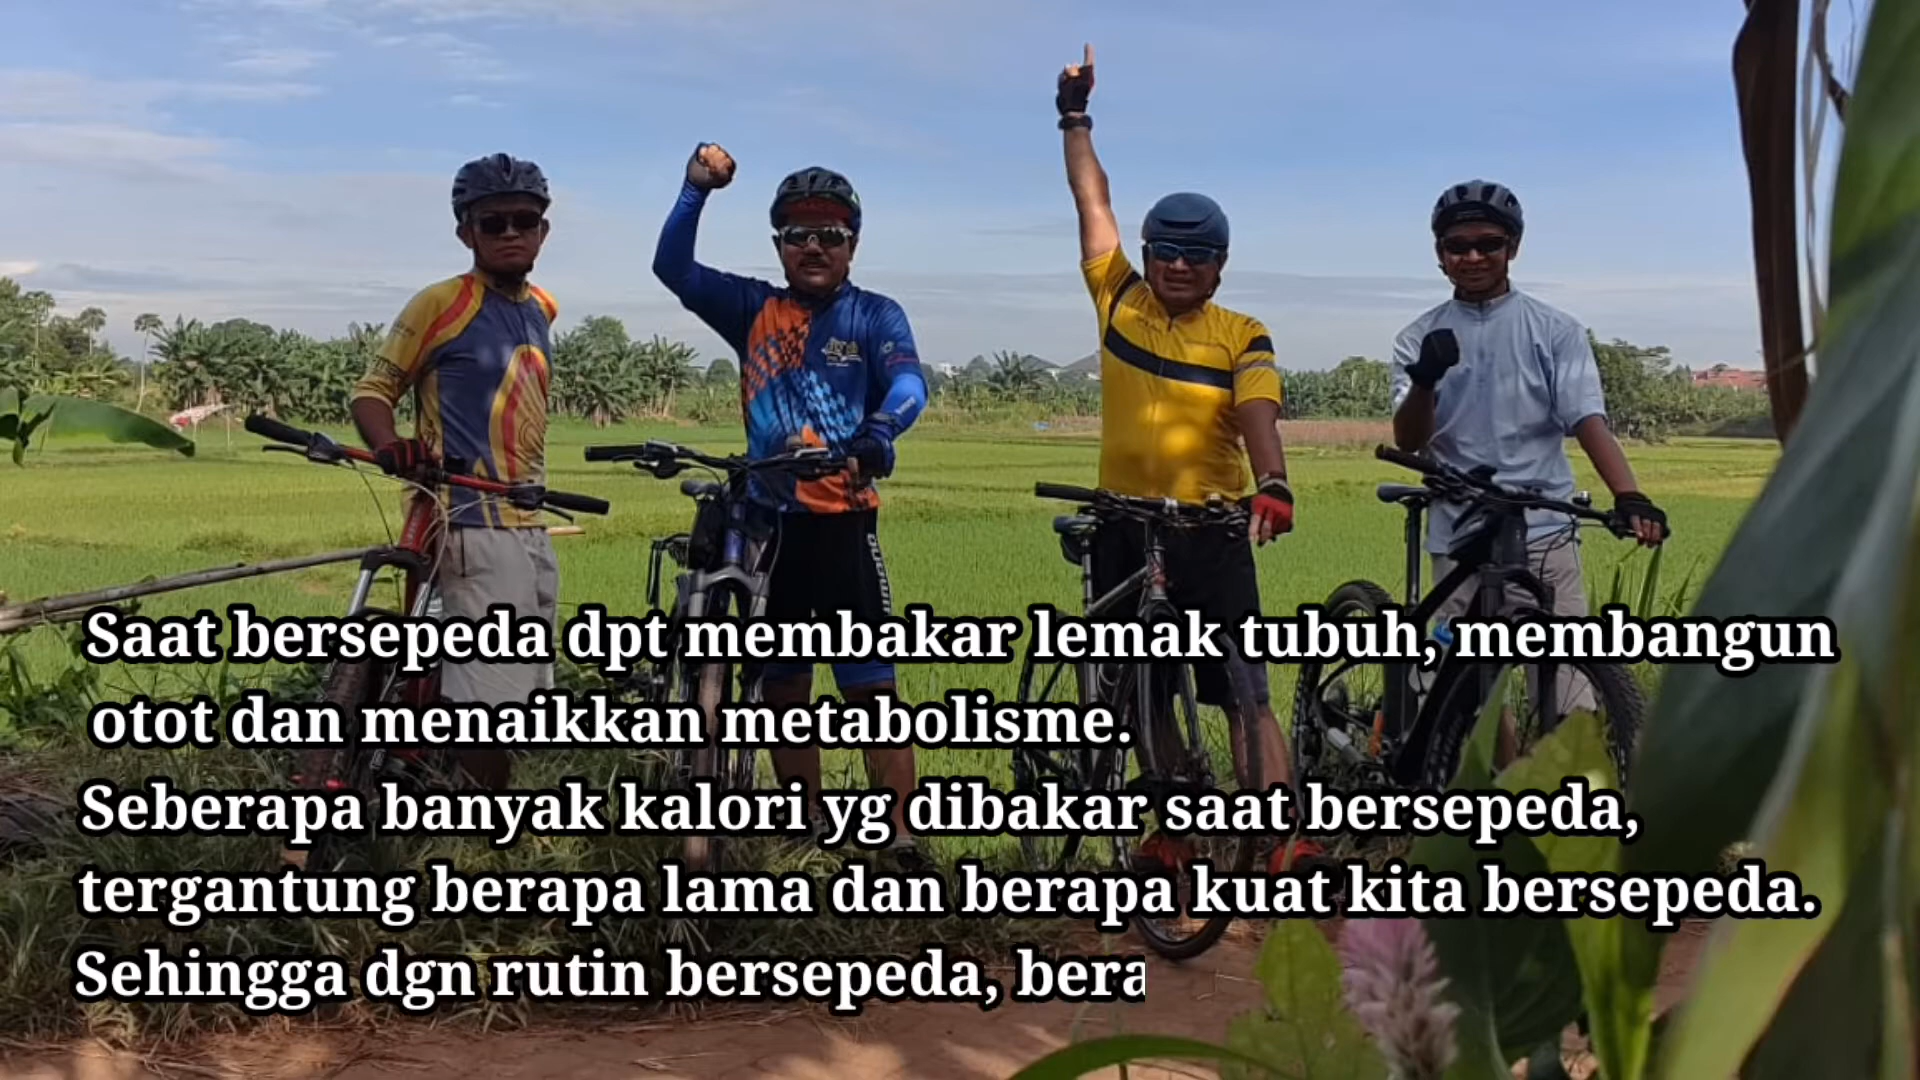 Saat bersepeda dpt membakar lemak tubuh, membangun
otot dan menaikkan metabolisme.
Seberapa banyak kalori yg dibakar saat bersepeda,
tergantung berapa lama dan berapa kuat kita bersepeda.
Sehingga dgn rutin bersepeda, bera